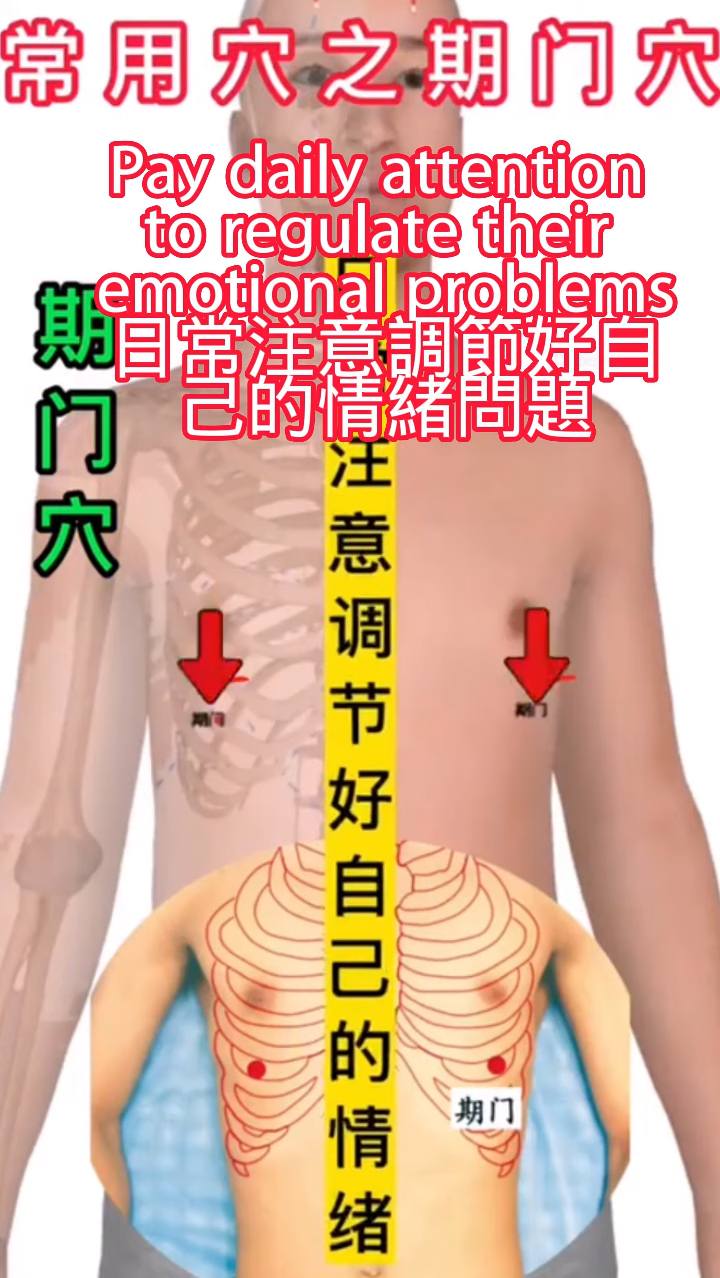 常用穴之期门穴
Pay daily attention
to regulate their
emotional problems
日常注意調節好自
己的情緒問題
期门穴
注意调节好自己的情绪
期门
期门
期门